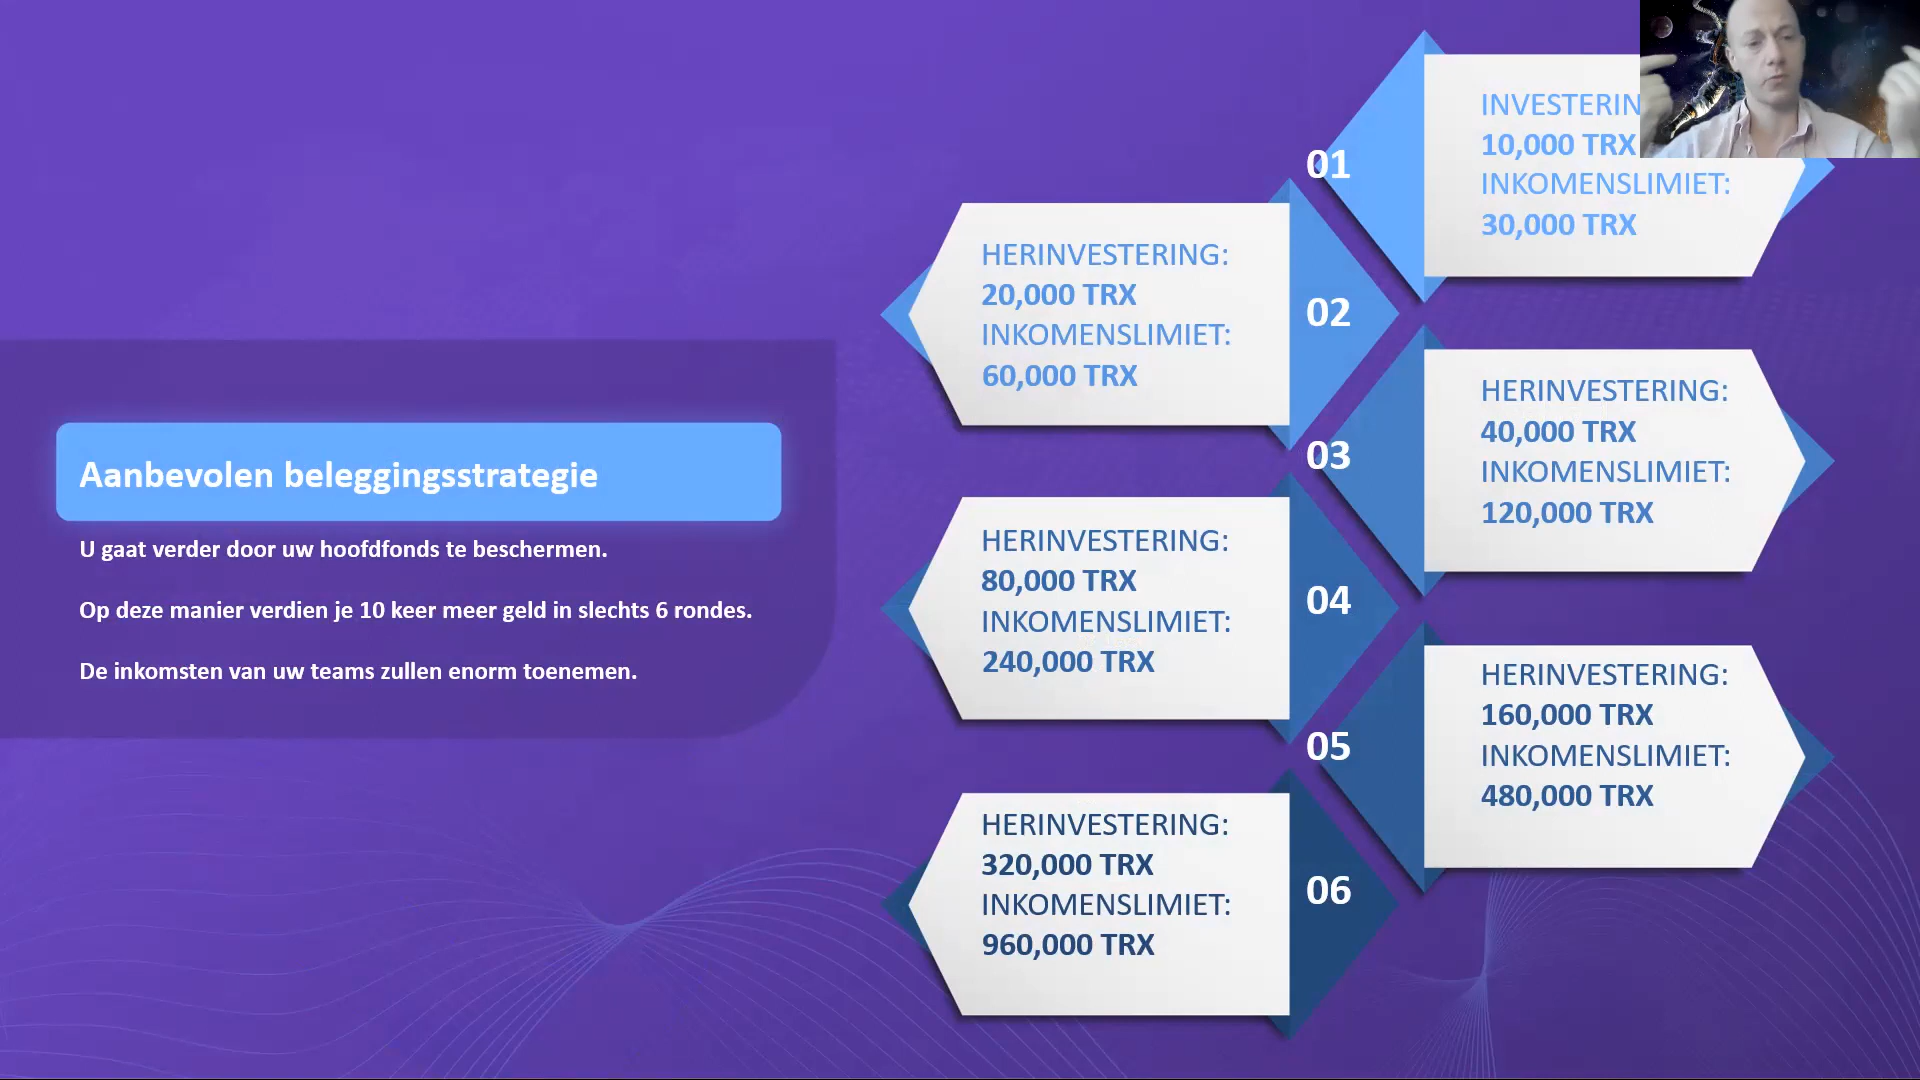 Aanbevolen beleggingsstrategie
U gaat verder door uw hoofdfonds te beschermen.
Op deze manier verdien je 10 keer meer geld in slechts 6 rondes.
De inkomsten van uw teams zullen enorm toenemen.
01
INVESTERIN
10,000 TRX
INKOMENSLIMIET:
30,000 TRX
02
HERINVESTERING:
20,000 TRX
INKOMENSLIMIET:
60,000 TRX
03
HERINVESTERING:
40,000 TRX
INKOMENSLIMIET:
120,000 TRX
04
HERINVESTERING:
80,000 TRX
INKOMENSLIMIET:
240,000 TRX
05
HERINVESTERING:
160,000 TRX
INKOMENSLIMIET:
480,000 TRX
06
HERINVESTERING:
320,000 TRX
INKOMENSLIMIET:
960,000 TRX